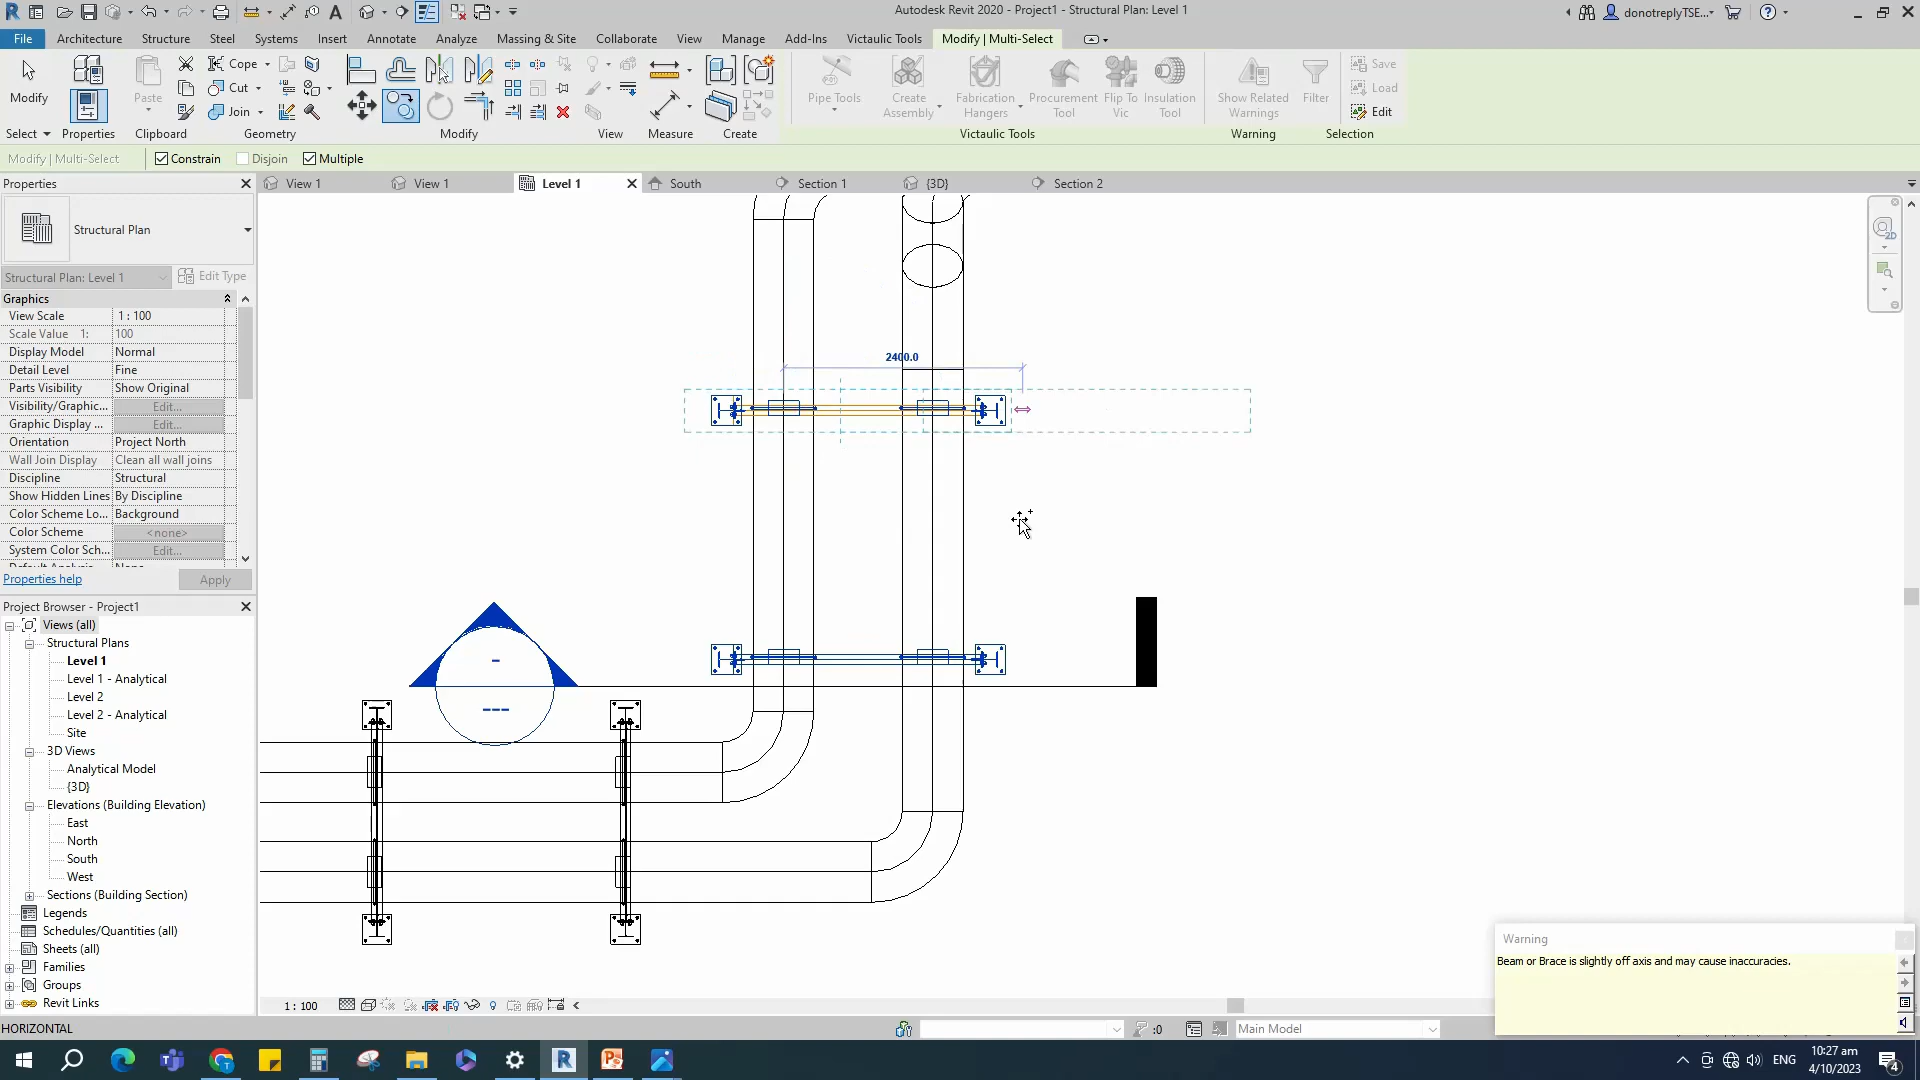 Autodesk Revit 2020 - Project1 - Structural Plan: Level 1
donotreplyTSE...
File Architecture Structure Steel Systems Insert Annotate Analyze Massing & Site Collaborate View Manage Add-Ins Victaulic Tools Modify | Multi-Select
Modify
Paste
Cope
Cut
Join
Pipe Tools
Create Assembly
Fabrication Hangers
Procurement Tool
Flip To Vic
Insulation Tool
Show Related Warnings
Filter
Save
Load
Edit
Select Properties Clipboard Geometry Modify View Measure Create Victaulic Tools Warning Selection
Modify | Multi-Select Constrain Disjoin Multiple
Properties
View 1 View 1 Level 1 South Section 1 {3D} Section 2
Structural Plan
Structural Plan: Level 1 Edit Type
Graphics
View Scale 1 : 100
Scale Value 1: 100
Display Model Normal
Detail Level Fine
Parts Visibility Show Original
Visibility/Graphic... Edit...
Graphic Display ... Edit...
Orientation Project North
Wall Join Display Clean all wall joins
Discipline Structural
Show Hidden Lines By Discipline
Color Scheme Lo... Background
Color Scheme <none>
System Color Sch... Edit...
Properties help Apply
Project Browser - Project1
Views (all)
Structural Plans
Level 1
Level 1 - Analytical
Level 2
Level 2 - Analytical
Site
3D Views
Analytical Model
{3D}
Elevations (Building Elevation)
East
North
South
West
Sections (Building Section)
Legends
Schedules/Quantities (all)
Sheets (all)
Families
Groups
Revit Links
2400.0
-
---
2D
Warning
Beam or Brace is slightly off axis and may cause inaccuracies.
1 : 100
HORIZONTAL
:0
Main Model
ENG
10:27 am
4/10/2023
4